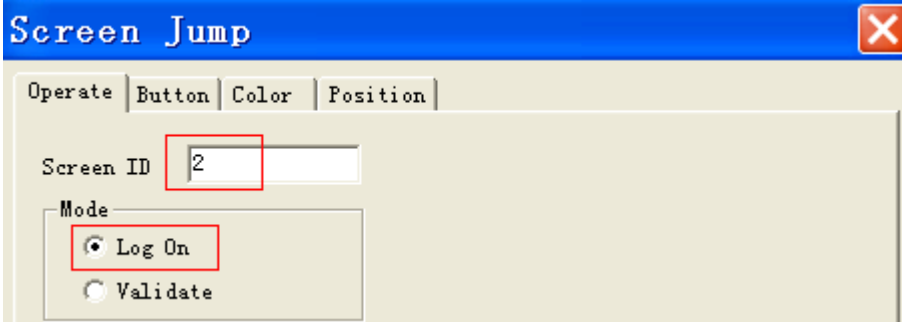 Screen Jump
Operate Button Color Position
Screen ID 2
Mode
Log On
Validate